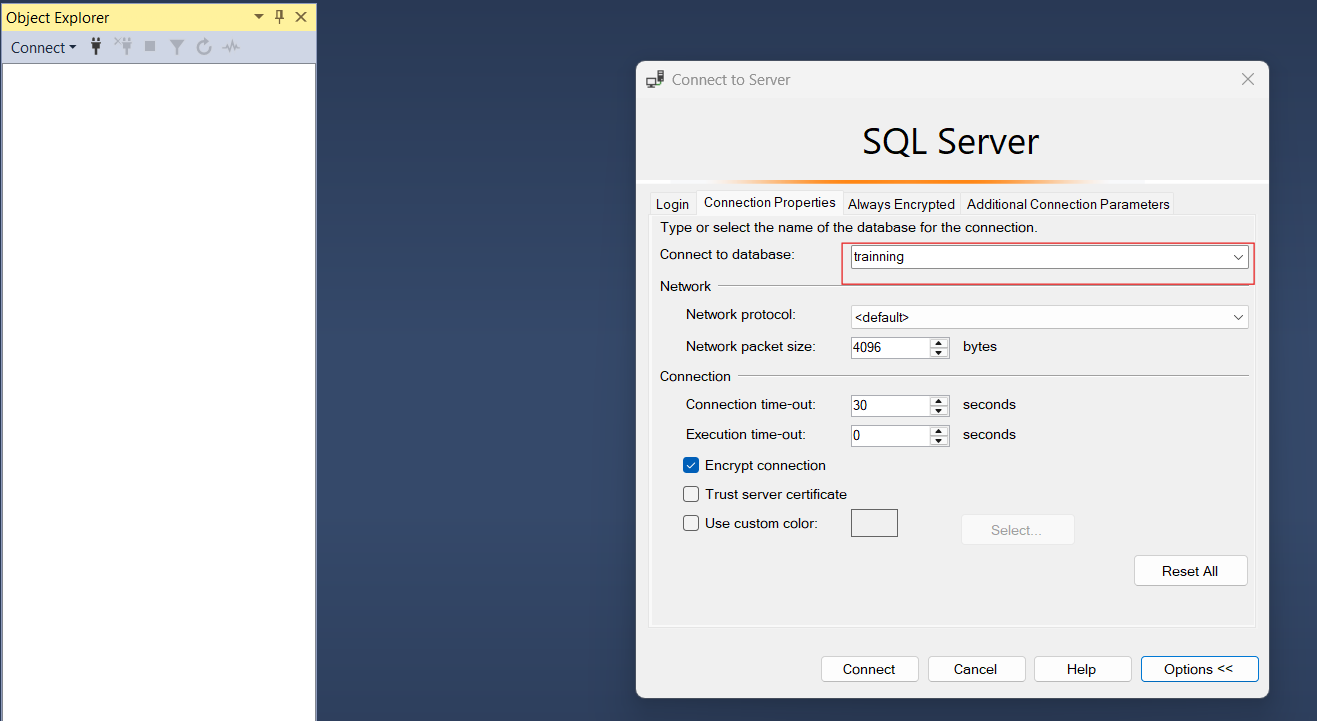 Object Explorer
Connect
Connect to Server
SQL Server
Login Connection Properties Always Encrypted Additional Connection Parameters
Type or select the name of the database for the connection.
Connect to database: trainning
Network
Network protocol: <default>
Network packet size: 4096 bytes
Connection
Connection time-out: 30 seconds
Execution time-out: 0 seconds
Encrypt connection
Trust server certificate
Use custom color: Select...
Reset All
Connect Cancel Help Options <<